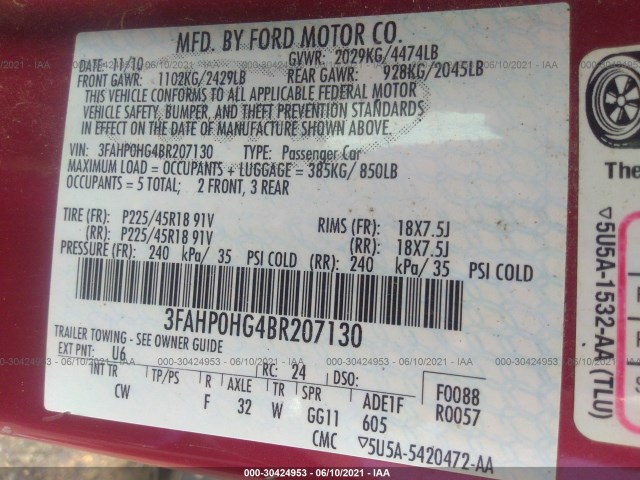 000-30424953 - 06/10/2021 - IAA
MFD. BY FORD MOTOR CO.
DATE: 11/10 GVWR: 2029KG/4474LB
FRONT GAWR: 1102KG/2429LB REAR GAWR: 928KG/2045LB
THIS VEHICLE CONFORMS TO ALL APPLICABLE FEDERAL MOTOR
VEHICLE SAFETY, BUMPER, AND THEFT PREVENTION STANDARDS
IN EFFECT ON THE DATE OF MANUFACTURE SHOWN ABOVE.
VIN: 3FAHP0HG4BR207130 TYPE: Passenger Car
MAXIMUM LOAD = OCCUPANTS + LUGGAGE = 385KG/ 850LB
OCCUPANTS = 5 TOTAL; 2 FRONT, 3 REAR
TIRE (FR): P225/45R18 91V RIMS (FR): 18X7.5J
(RR): P225/45R18 91V (RR): 18X7.5J
PRESSURE (FR): 240 kPa/ 35 PSI COLD (RR): 240 kPa/ 35 PSI COLD
3FAHP0HG4BR207130
TRAILER TOWING - SEE OWNER GUIDE
EXT PNT: U6 RC: 24 DSO:
INT TR TP/PS R AXLE TR SPR ADE1F F0088
CW F 32 W GG11 605 R0057
CMC ▽5U5A-5420472-AA
The
▽5U5A-1532-AA (TLU)
000-30424953 - 06/10/2021 - IAA